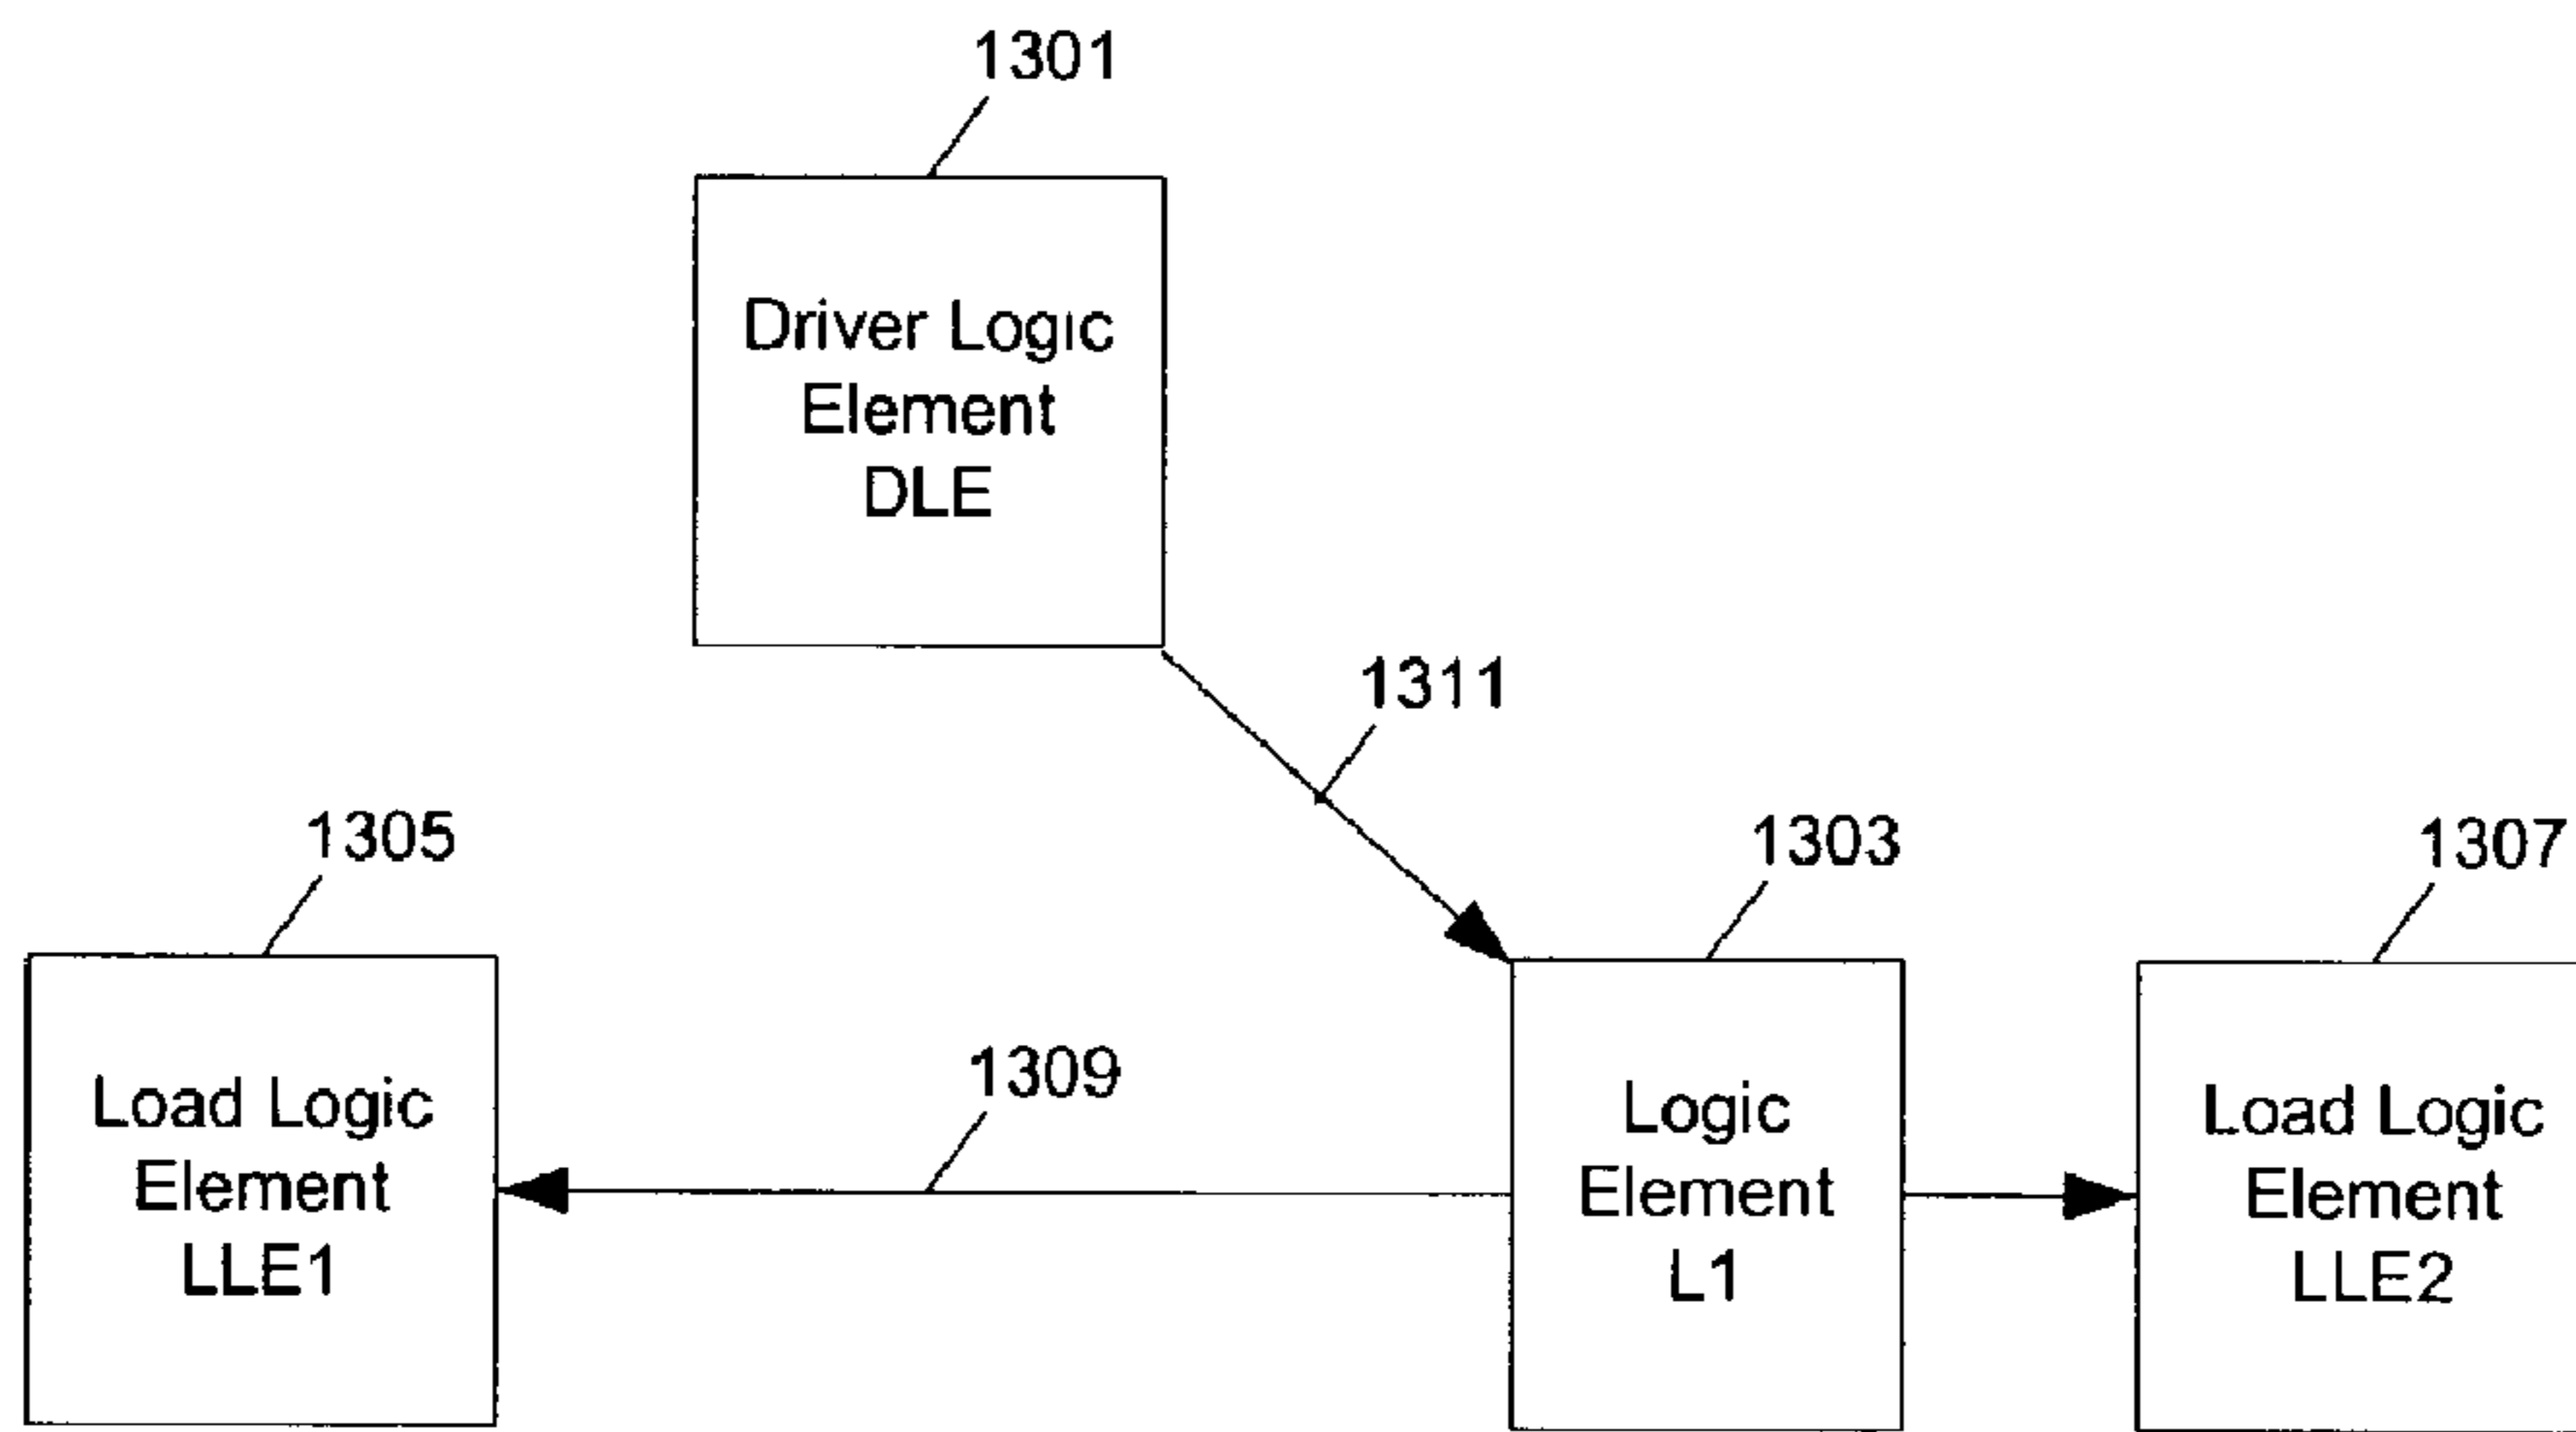 1301
Driver Logic
Element
DLE
1311
1305
1303
1307
1309
Load Logic
Element
LLE1
Logic
Element
L1
Load Logic
Element
LLE2